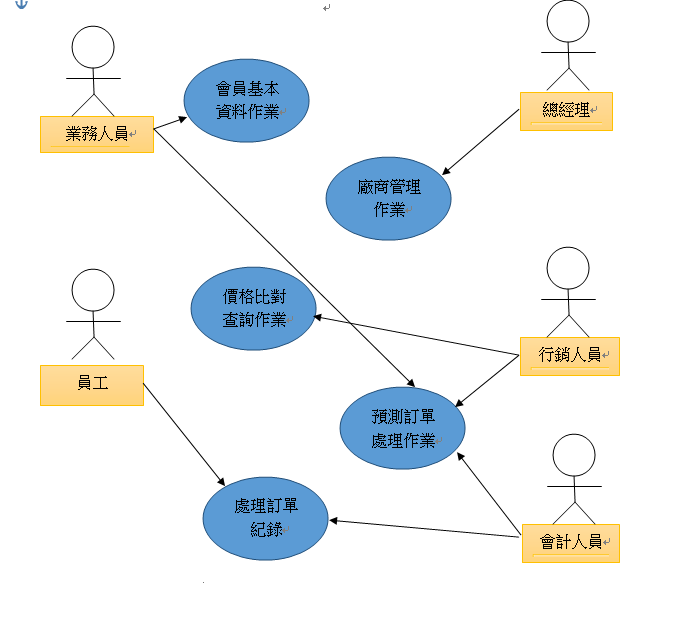 會員基本
資料作業
總經理
業務人員
廠商管理
作業
價格比對
查詢作業
行銷人員
員工
預測訂單
處理作業
處理訂單
紀錄
會計人員